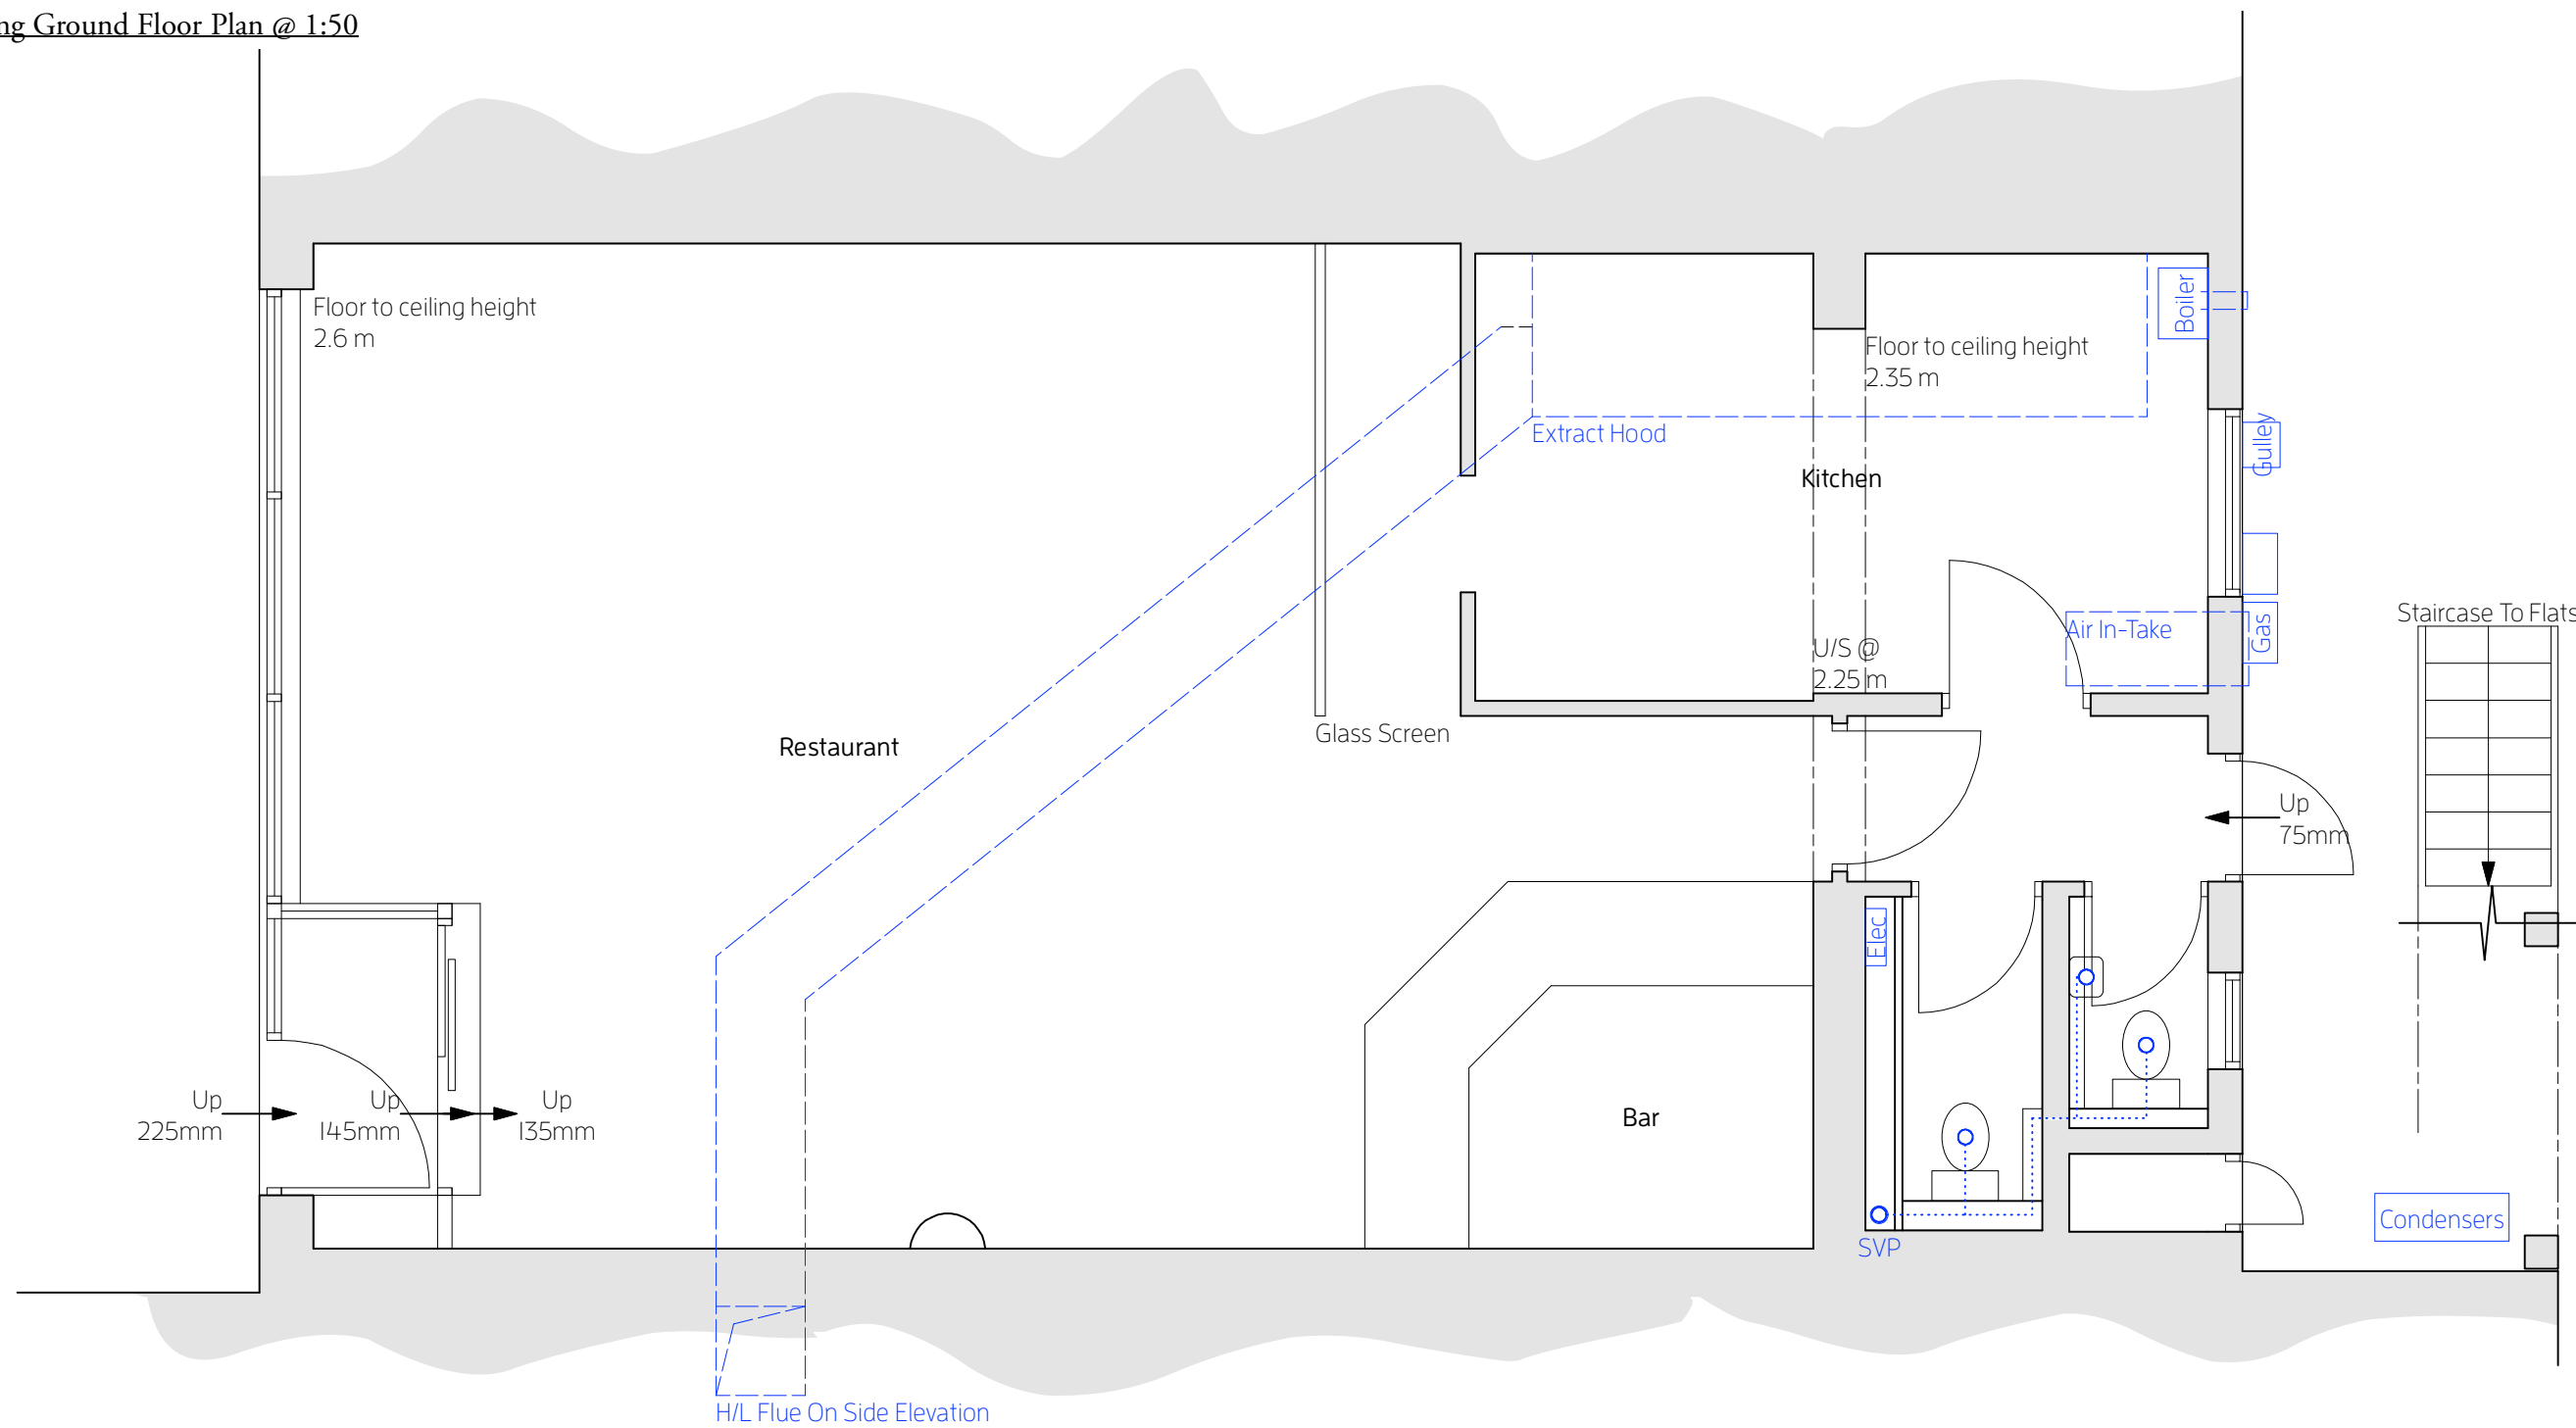 ng Ground Floor Plan @ 1:50
Floor to ceiling height
2.6 m
Boiler
Floor to ceiling height
2.35 m
Extract Hood
Gulley
Kitchen
Staircase To Flats
Air In-Take
Gas
U/S @
2.25 m
Glass Screen
Restaurant
Up
75mm
Elec
Up
225mm
Up
145mm
Up
135mm
Bar
Condensers
SVP
H/L Flue On Side Elevation